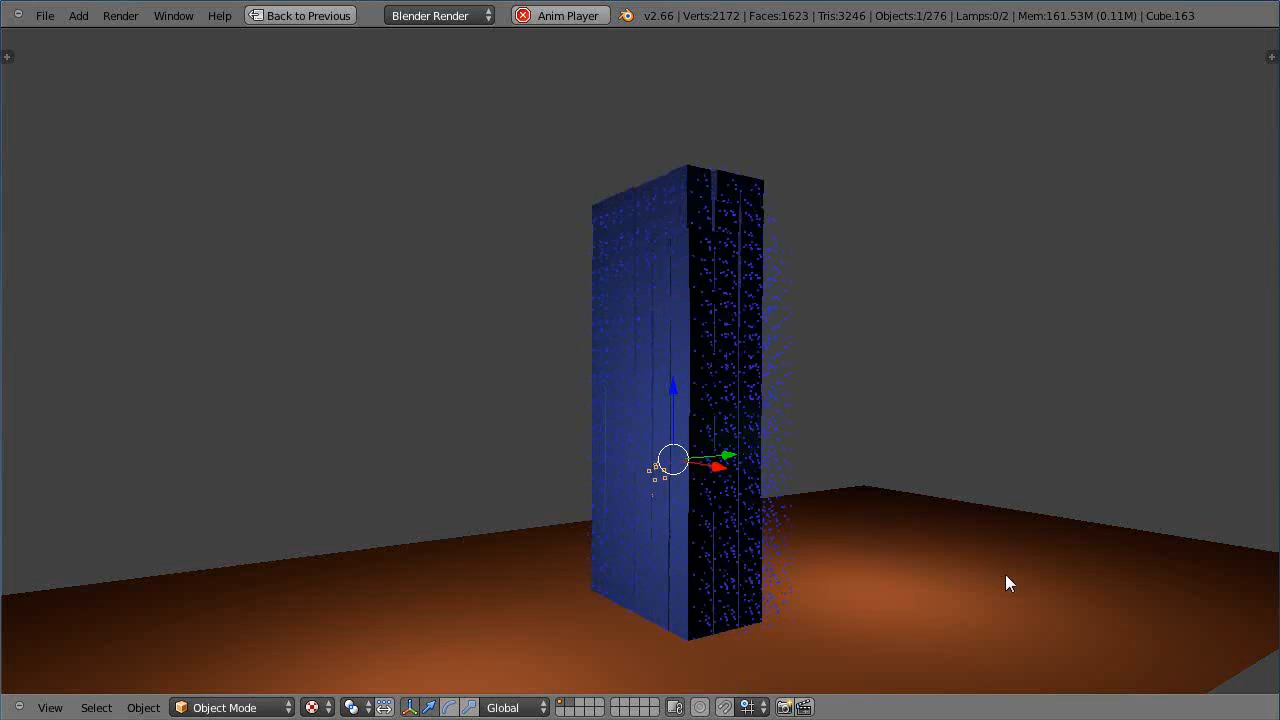 File Add Render Window Help Back to Previous Blender Render Anim Player v2.66 | Verts:2172 | Faces:1623 | Tris:3246 | Objects:1/276 | Lamps:0/2 | Mem:161.53M (0.11M) | Cube.163
View Select Object Object Mode Global